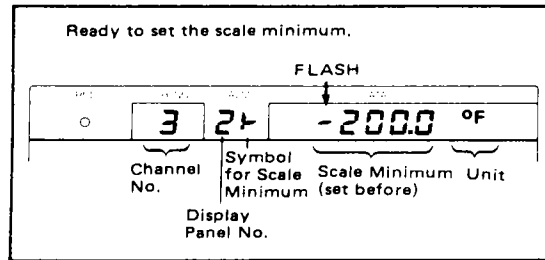 Ready to set the scale minimum.
FLASH
3 2⊢ -200.0 °F
Channel No.
Symbol for Scale Minimum
Scale Minimum (set before)
Unit
Display Panel No.